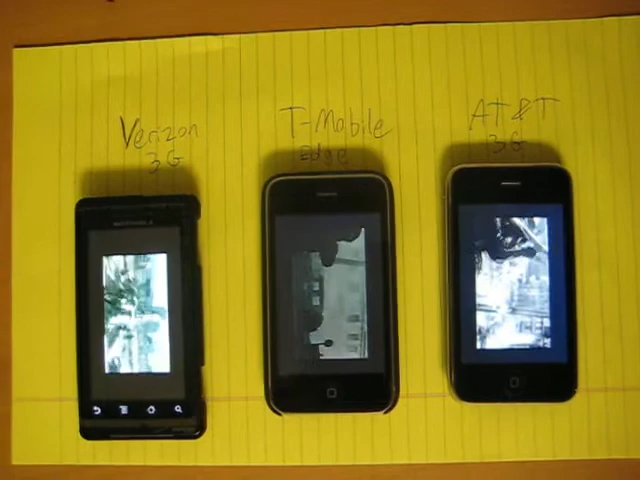 Verizon
3G
T-Mobile
Edge
AT&T
3G
MOTOROLA